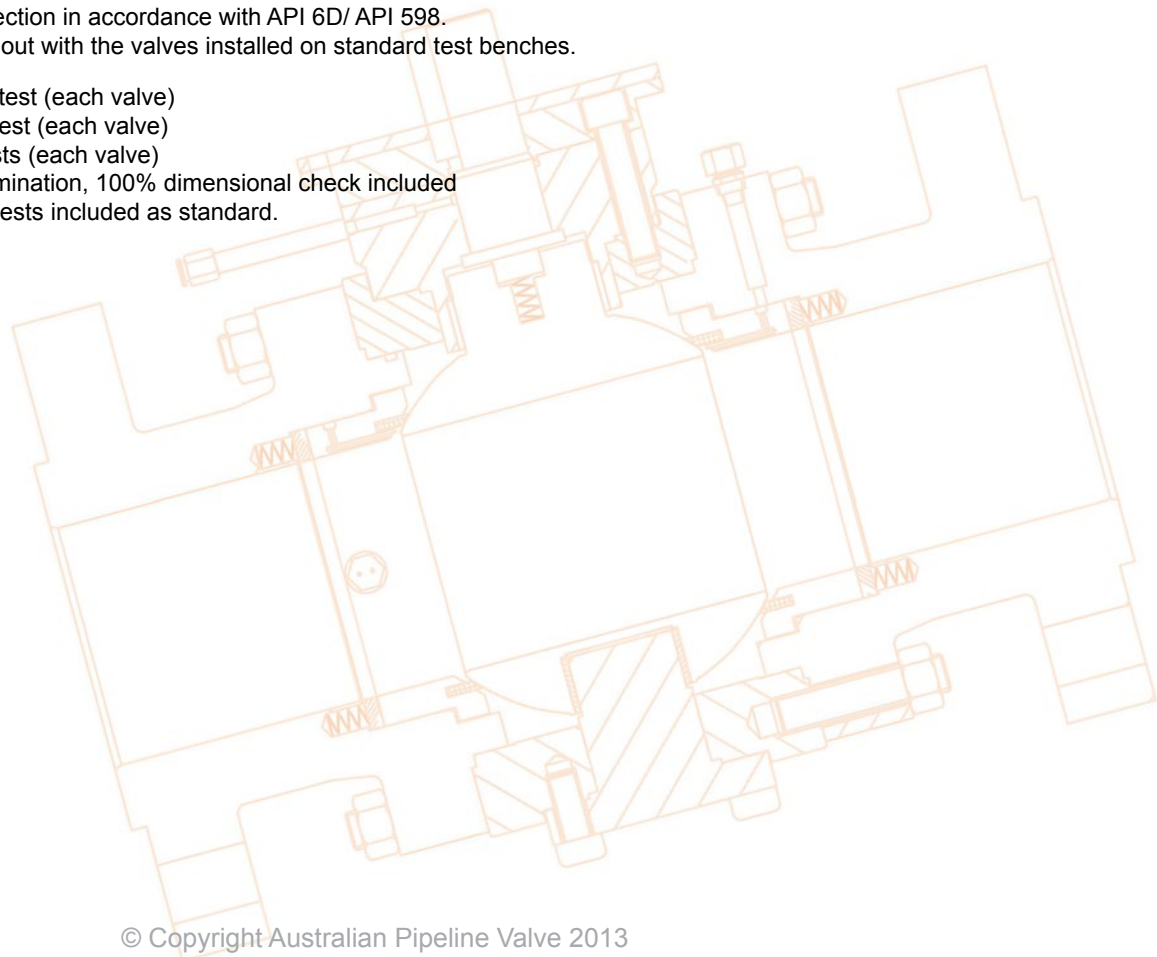 ection in accordance with API 6D/ API 598.
out with the valves installed on standard test benches.
test (each valve)
est (each valve)
sts (each valve)
mination, 100% dimensional check included
ests included as standard.
© Copyright Australian Pipeline Valve 2013